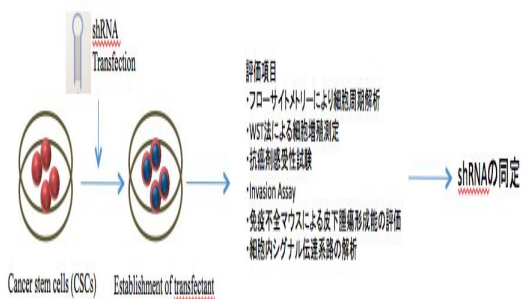 shRNA
Transfection
評価項目
・フローサイトメトリーにより細胞周期解析
・WST法による細胞増殖測定
・抗癌剤感受性試験
・Invasion Assay
・免疫不全マウスによる皮下腫瘍形成能の評価
・細胞内シグナル伝達系路の解析
shRNAの同定
Cancer stem cells (CSCs)
Establishment of transfectant